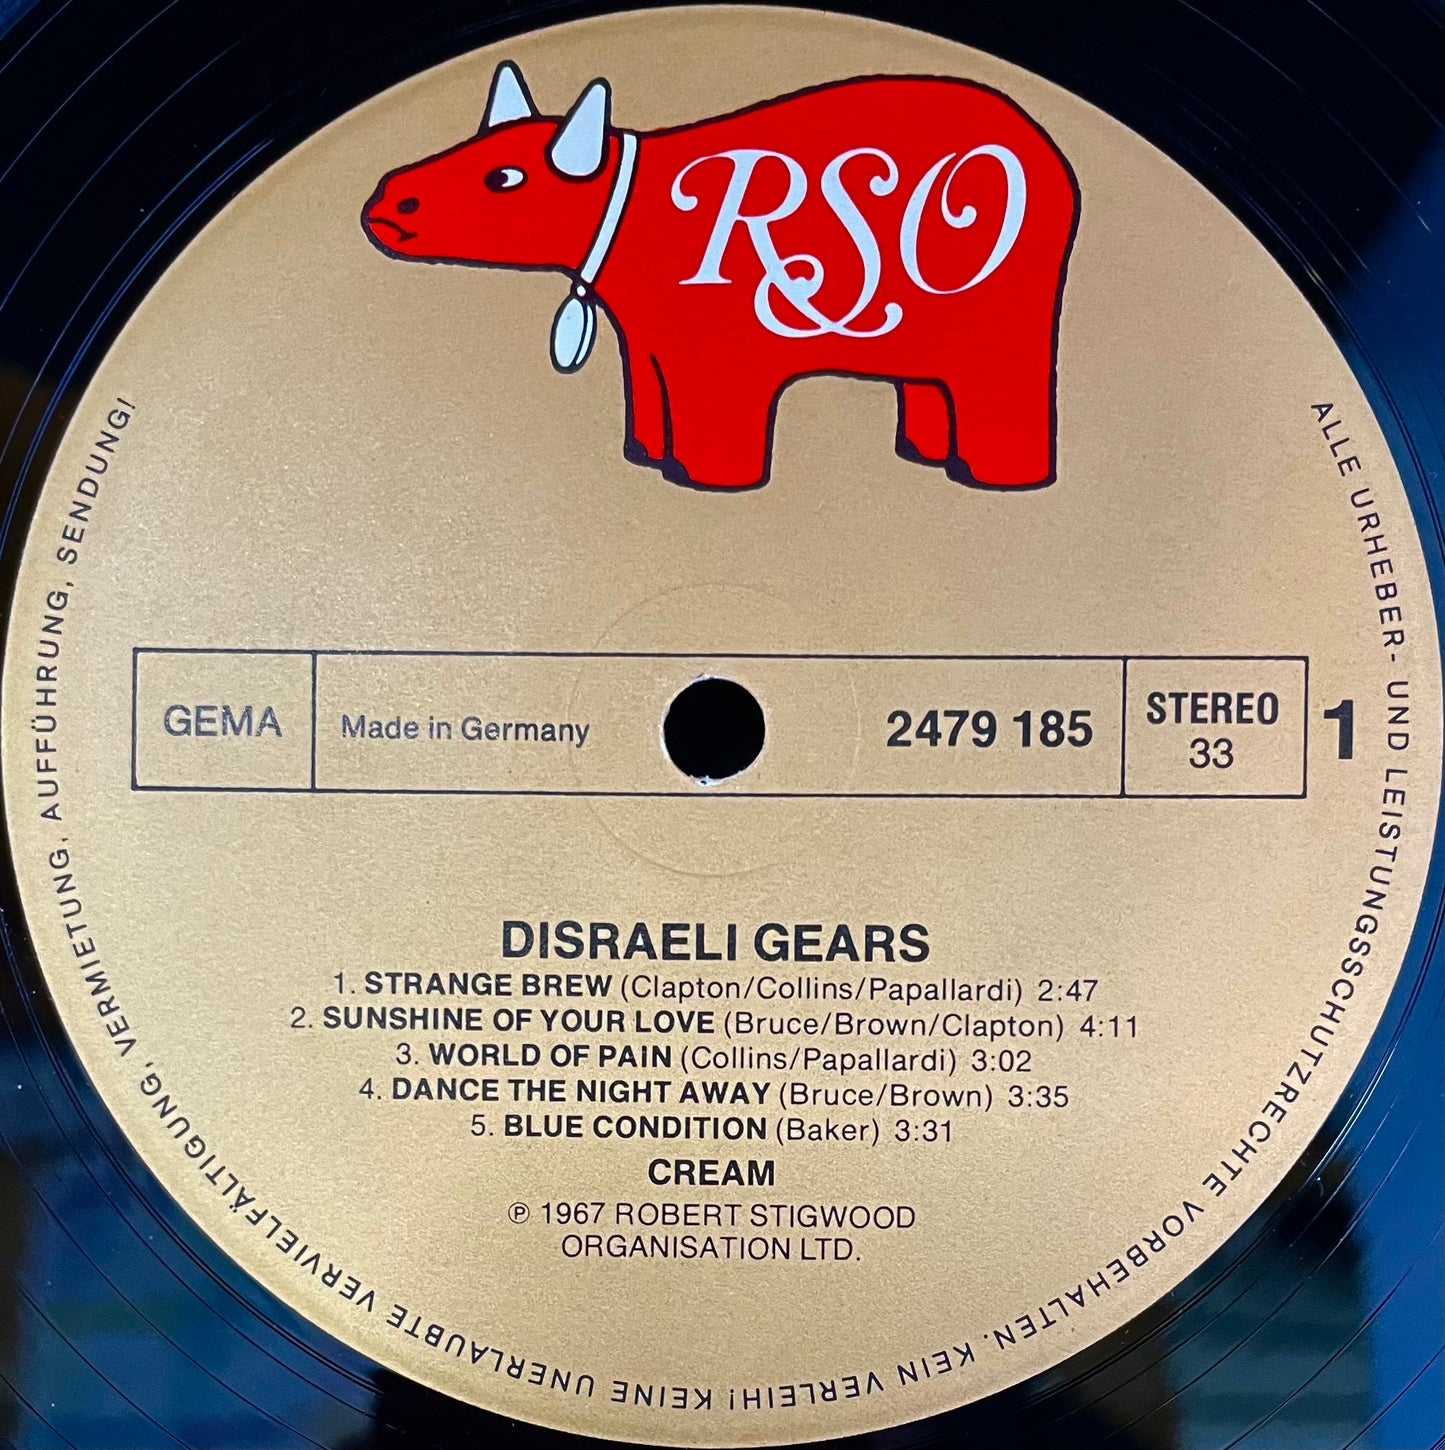 RSO
GEMA
Made in Germany
2479 185
STEREO
33
1
DISRAELI GEARS
1. STRANGE BREW (Clapton/Collins/Papallardi) 2:47
2. SUNSHINE OF YOUR LOVE (Bruce/Brown/Clapton) 4:11
3. WORLD OF PAIN (Collins/Papallardi) 3:02
4. DANCE THE NIGHT AWAY (Bruce/Brown) 3:35
5. BLUE CONDITION (Baker) 3:31
CREAM
℗ 1967 ROBERT STIGWOOD
ORGANISATION LTD.
ALLE URHEBER- UND LEISTUNGSSCHUTZRECHTE VORBEHALTEN. KEIN VERLEIH! KEINE UNERLAUBTE VERVIELFÄLTIGUNG, VERMIETUNG, AUFFÜHRUNG, SENDUNG!